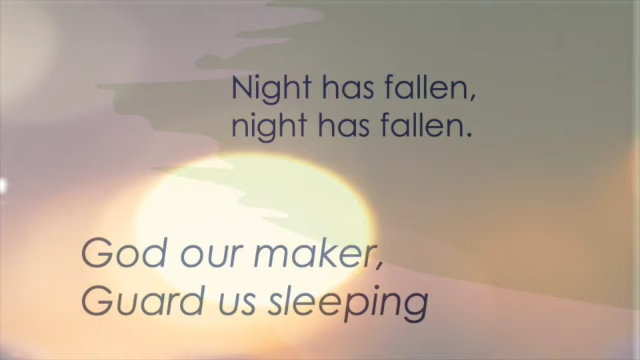 Night has fallen,
night has fallen.
God our maker,
Guard us sleeping